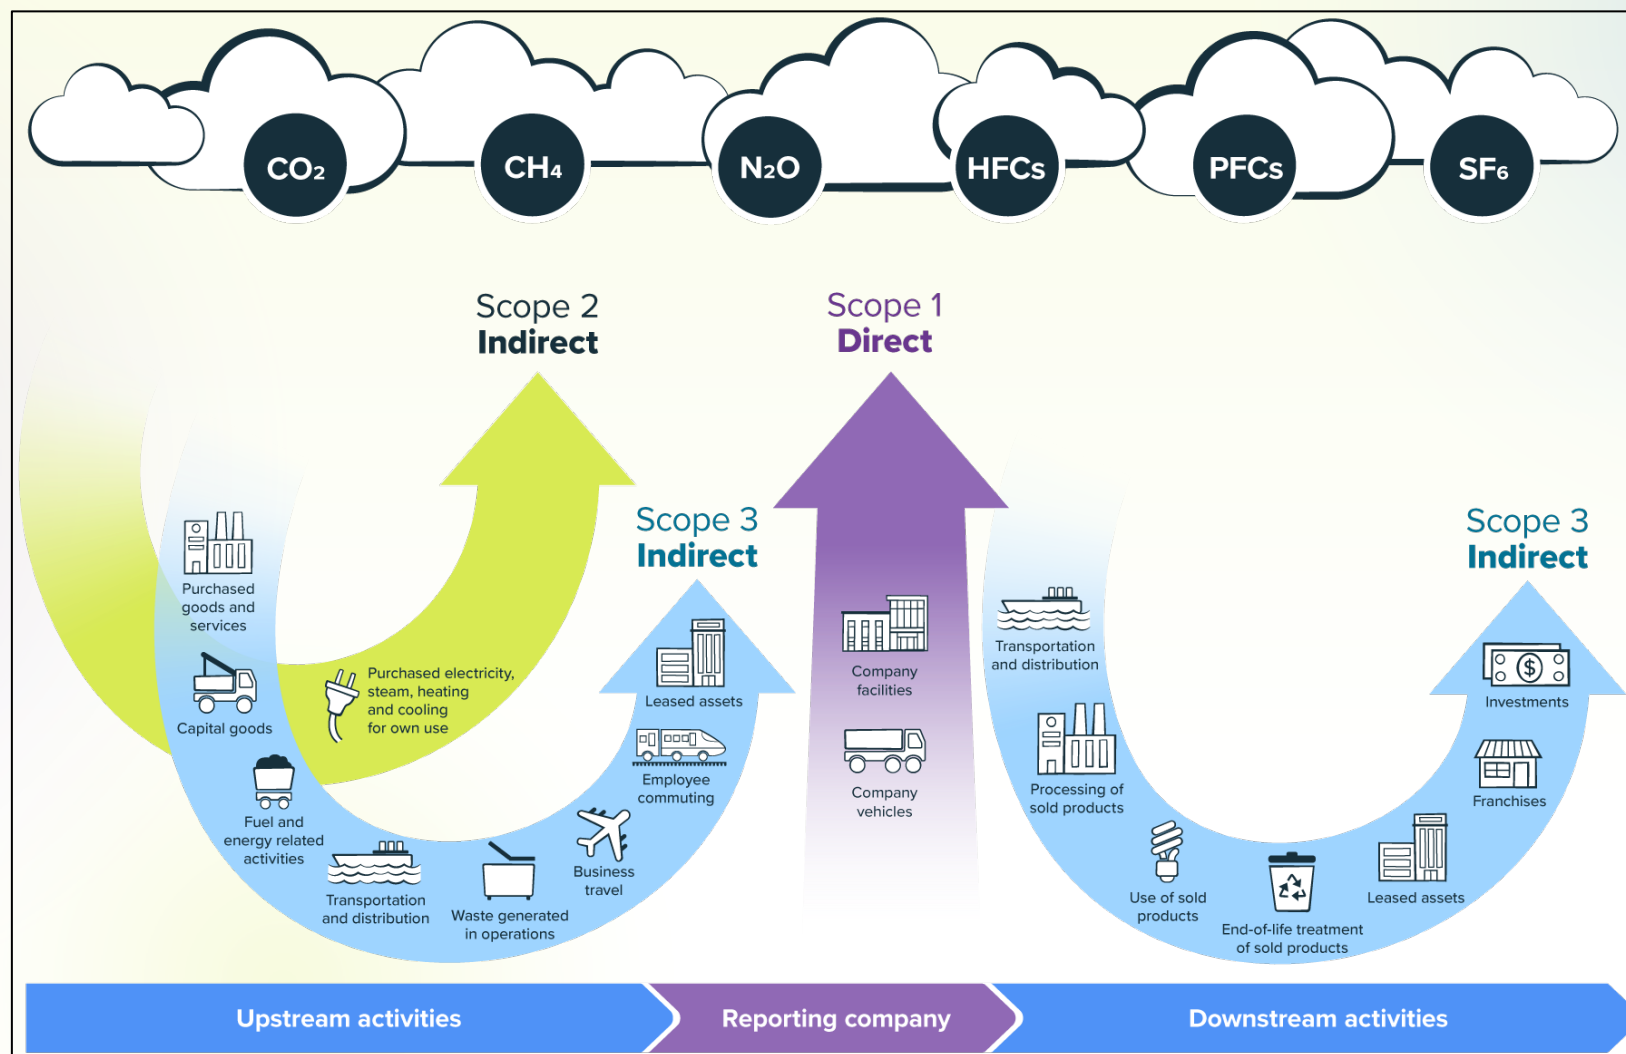 CO₂
CH₄
N₂O
HFCs
PFCs
SF₆
Scope 2
Indirect
Scope 1
Direct
Scope 3
Indirect
Scope 3
Indirect
Purchased
goods and
services
Capital goods
Purchased electricity,
steam, heating
and cooling
for own use
Fuel and
energy related
activities
Transportation
and distribution
Waste generated
in operations
Business
travel
Employee
commuting
Leased assets
Company
facilities
Company
vehicles
Transportation
and distribution
Processing of
sold products
Use of sold
products
End-of-life treatment
of sold products
Leased assets
Franchises
Investments
$
Upstream activities
Reporting company
Downstream activities